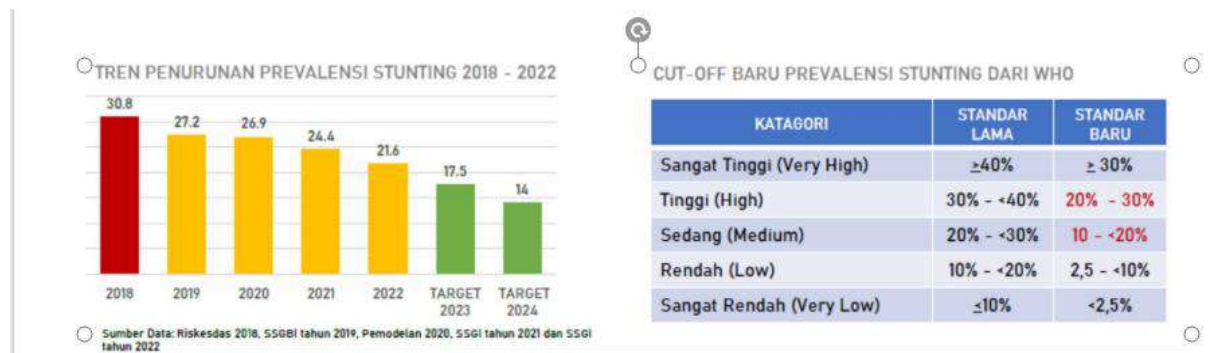 TREN PENURUNAN PREVALENSI STUNTING 2018 - 2022
30.8
27.2
26.9
24.4
21.6
17.5
14
2018 2019 2020 2021 2022 TARGET TARGET
2023 2024
Sumber Data: Riskesdas 2018, SSGBI tahun 2019, Pemodelan 2020, SSGI tahun 2021 dan SSGI
tahun 2022
CUT-OFF BARU PREVALENSI STUNTING DARI WHO
KATAGORI STANDAR STANDAR
LAMA BARU
Sangat Tinggi (Very High) ≥40% ≥ 30%
Tinggi (High) 30% - <40% 20% - 30%
Sedang (Medium) 20% - <30% 10 - <20%
Rendah (Low) 10% - <20% 2,5 - <10%
Sangat Rendah (Very Low) ≤10% <2,5%